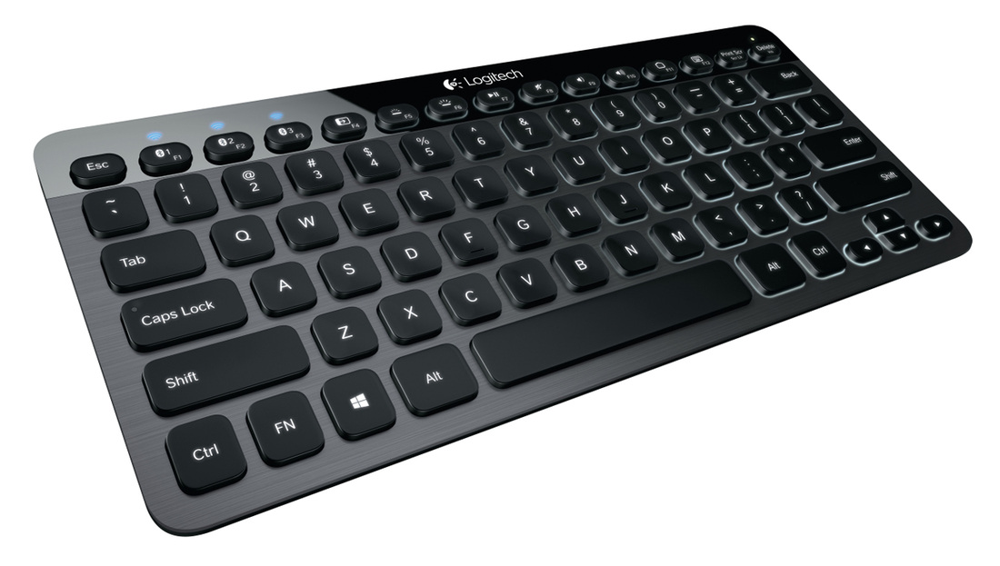 Logitech
Esc 1 F1 2 F2 3 F3 F4 F5 F6 F7 F8 F9 F10 F11 F12 Print Scr Delete
~ ` ! 1 @ 2 # 3 $ 4 % 5 ^ 6 & 7 * 8 ( 9 ) 0 — - + = Back
Tab Q W E R T Y U I O P { [ } ] | \
Caps Lock A S D F G H J K L : ; " ' Enter
Shift Z X C V B N M < , > . ? / Shift
Ctrl FN Alt Alt Ctrl